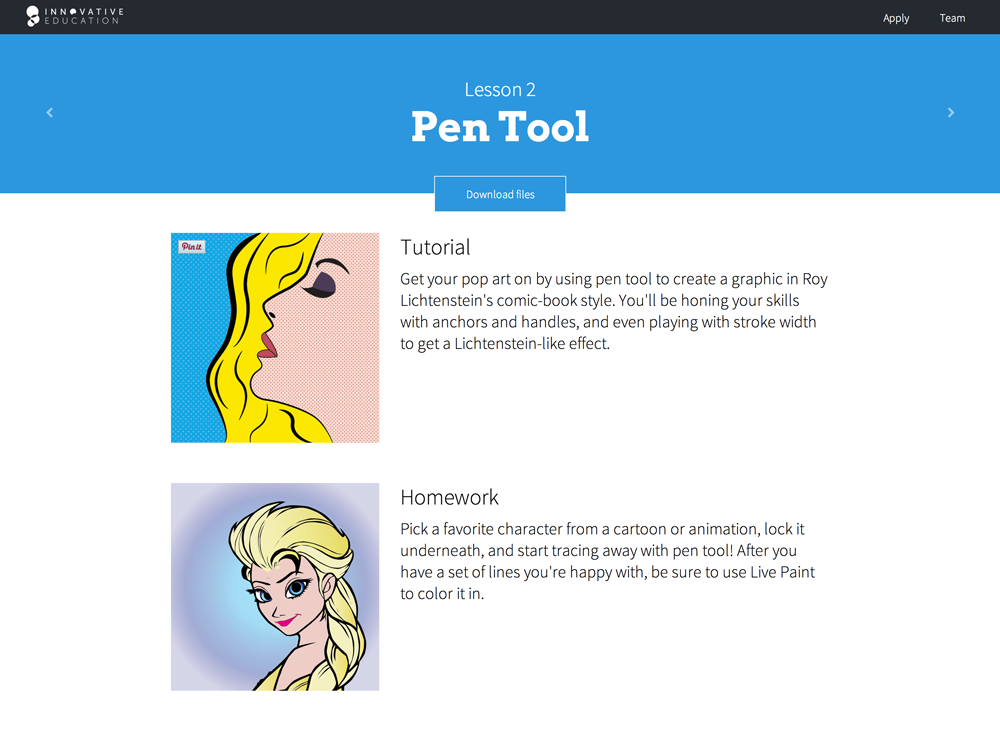 INNOVATIVE
EDUCATION
Apply
Team
Lesson 2
Pen Tool
Download files
Pin it
Tutorial
Get your pop art on by using pen tool to create a graphic in Roy
Lichtenstein's comic-book style. You'll be honing your skills
with anchors and handles, and even playing with stroke width
to get a Lichtenstein-like effect.
Homework
Pick a favorite character from a cartoon or animation, lock it
underneath, and start tracing away with pen tool! After you
have a set of lines you're happy with, be sure to use Live Paint
to color it in.